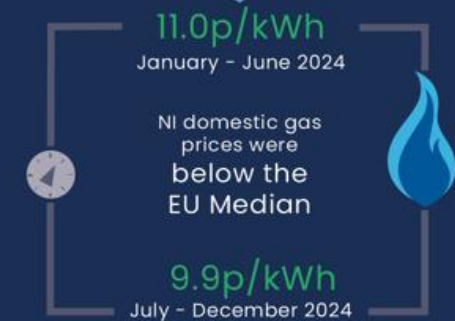 11.0p/kWh
January - June 2024
NI domestic gas
prices were
below the
EU Median
9.9p/kWh
July - December 2024